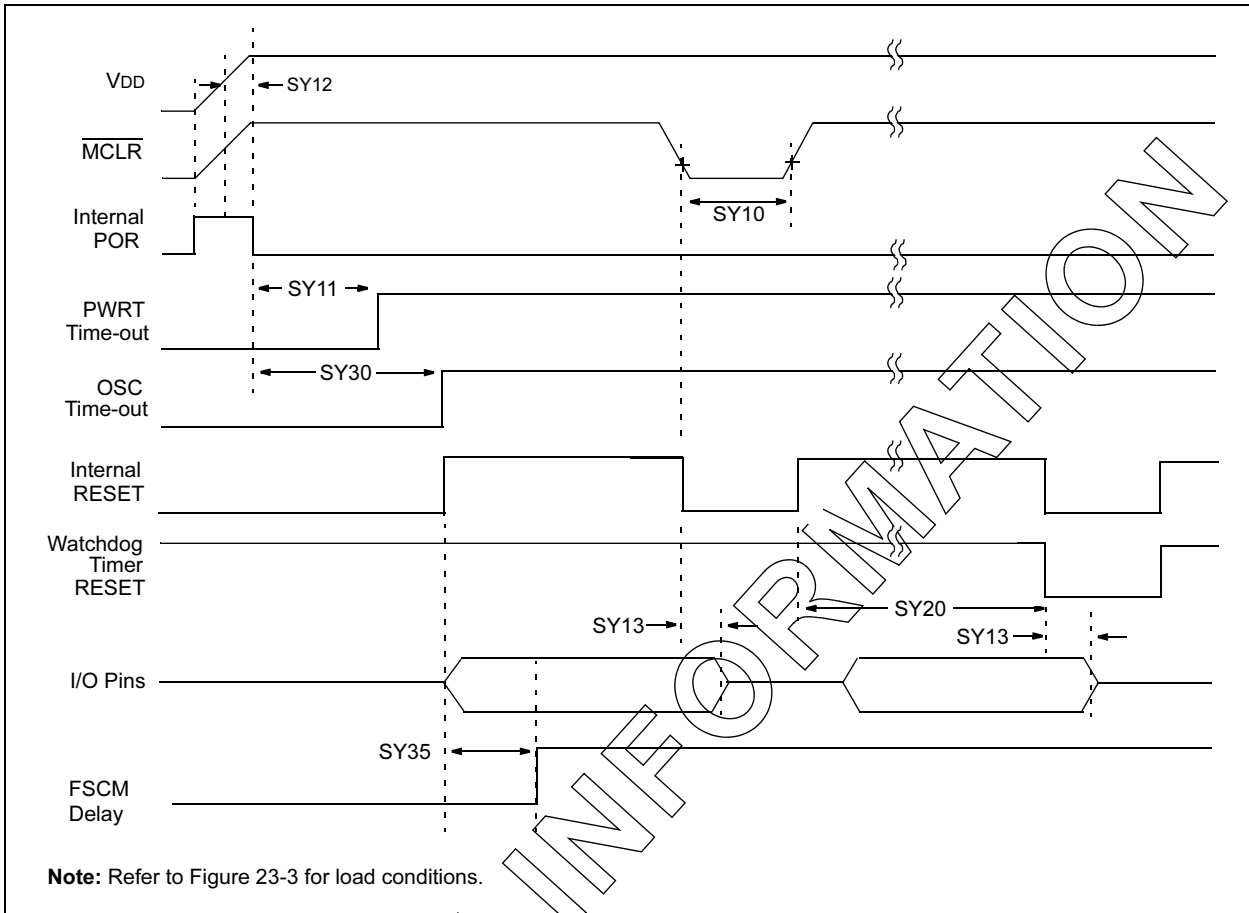 VDD
SY12
MCLR
SY10
Internal
POR
SY11
PWRT
Time-out
SY30
OSC
Time-out
Internal
RESET
Watchdog
Timer
RESET
SY20
SY13
SY13
I/O Pins
SY35
FSCM
Delay
Note: Refer to Figure 23-3 for load conditions.
INFORMATION